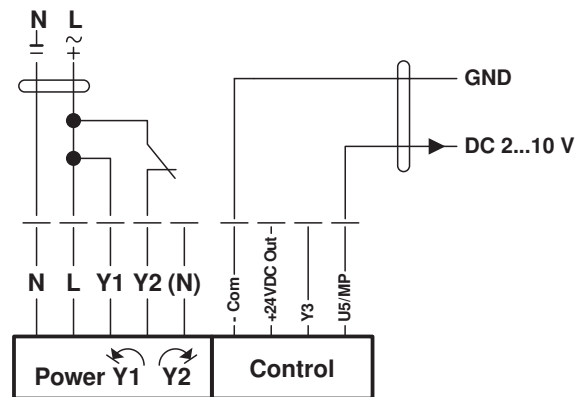 N L
⊥ ~
= +
GND
DC 2...10 V
N L Y1 Y2 (N)
- Com
+24VDC Out
Y3
U5/MP
Power Y1 Y2
Control